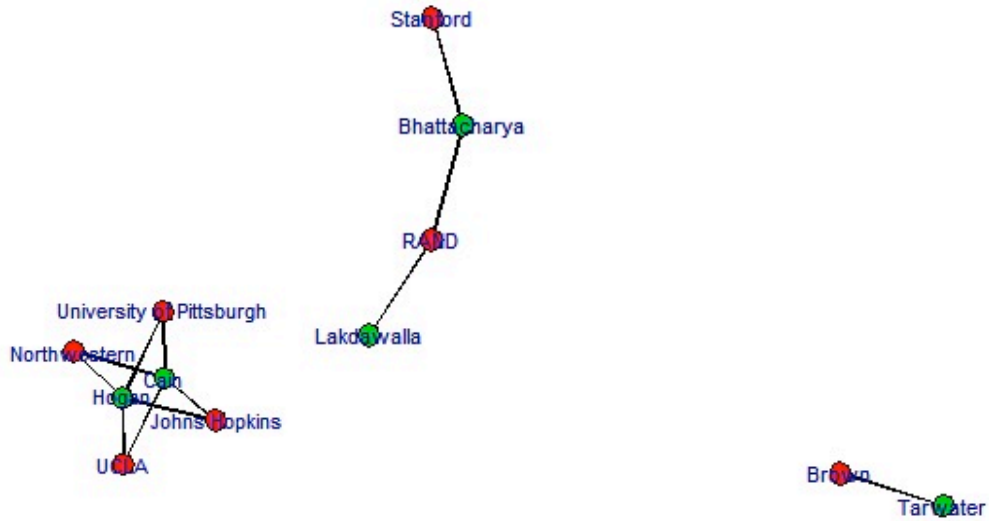 Stanford
Bhattacharya
RAND
Lakdawalla
University of Pittsburgh
Northwestern
Cain
Hogan
Johns Hopkins
UCLA
Brown
Tarwater